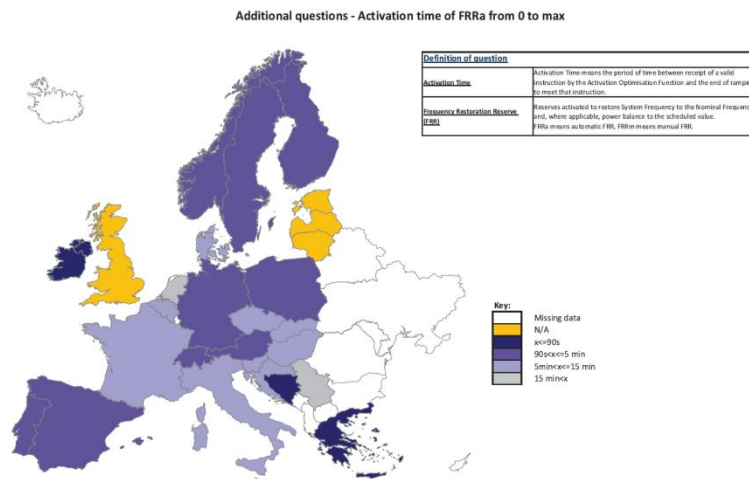 Additional questions - Activation time of FRRa from 0 to max
Definition of question
Activation Time
Activation Time means the period of time between receipt of a valid
instruction by the Activation Optimisation Function and the end of rampin
to meet that instruction.
Frequency Restoration Reserve
(FRR)
Reserves activated to restore System Frequency to the Nominal Frequenc
and, where applicable, power balance to the scheduled value.
FRRa means automatic FRR, FRRm means manual FRR.
Key:
Missing data
N/A
x<=90s
90s<x<=5 min
5min<x<=15 min
15 min<x